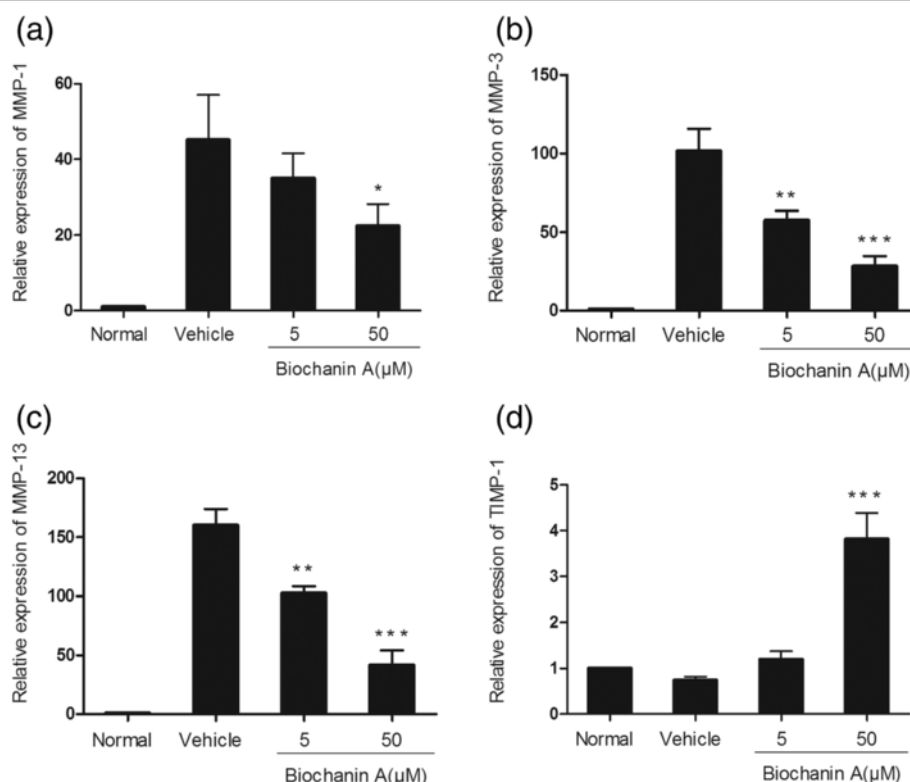 (a)
Relative expression of MMP-1
60
40
20
0
*
Normal Vehicle 5 50
Biochanin A(µM)
(b)
Relative expression of MMP-3
150
100
50
0
**
***
Normal Vehicle 5 50
Biochanin A(µM)
(c)
Relative expression of MMP-13
200
150
100
50
0
**
***
Normal Vehicle 5 50
Biochanin A(µM)
(d)
Relative expression of TIMP-1
5
4
3
2
1
0
***
Normal Vehicle 5 50
Biochanin A(µM)